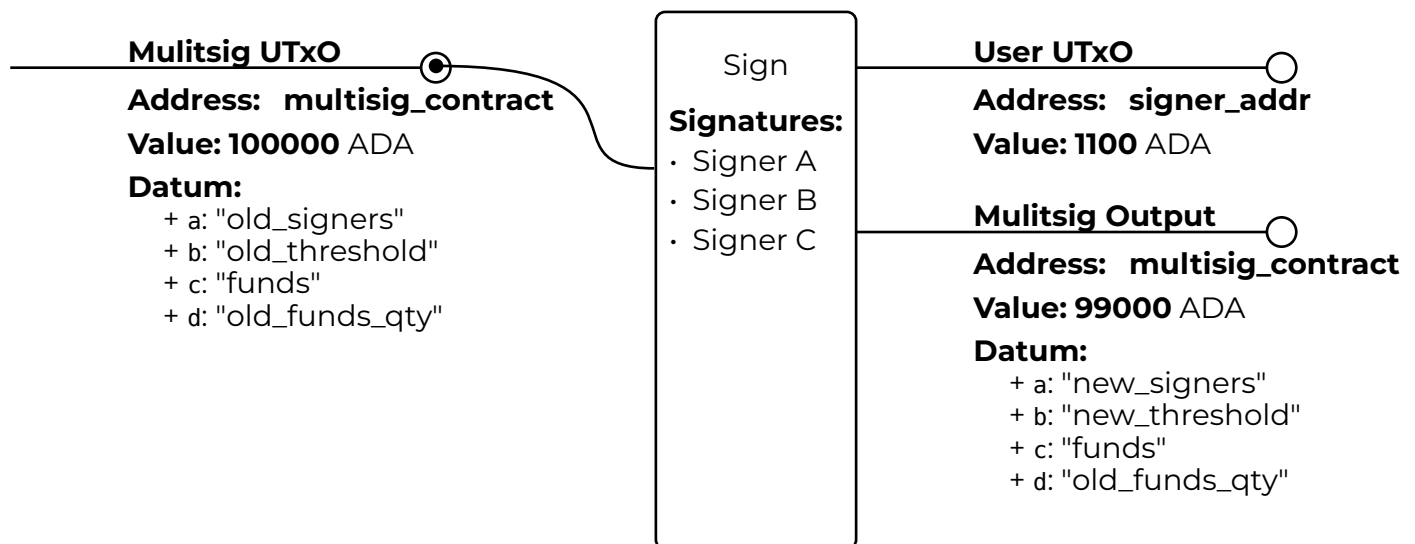 Mulitsig UTxO
Address: multisig_contract
Value: 100000 ADA
Datum:
+ a: "old_signers"
+ b: "old_threshold"
+ c: "funds"
+ d: "old_funds_qty"
Sign
Signatures:
· Signer A
· Signer B
· Signer C
User UTxO
Address: signer_addr
Value: 1100 ADA
Mulitsig Output
Address: multisig_contract
Value: 99000 ADA
Datum:
+ a: "new_signers"
+ b: "new_threshold"
+ c: "funds"
+ d: "old_funds_qty"